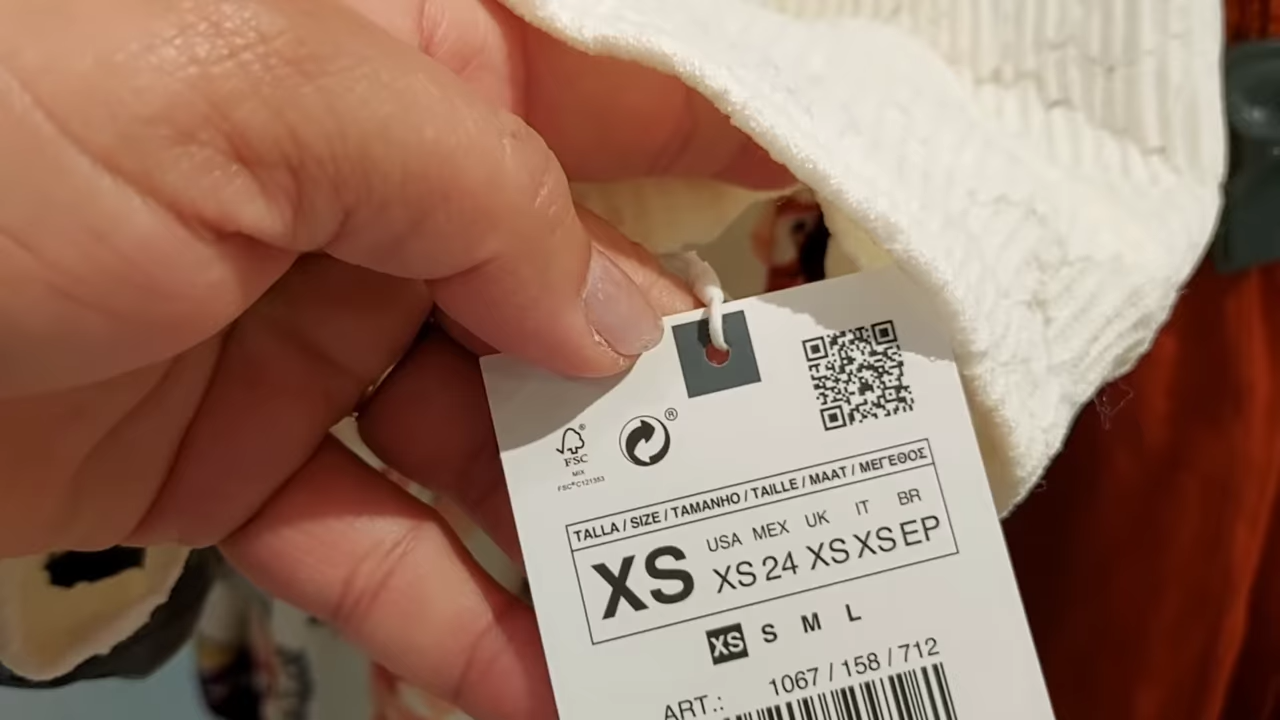 ®
FSC®
MIX
FSC® C121353
TALLA / SIZE / TAMANHO / TAILLE / MAAT / ΜΕΓΕΘΟΣ
XS
USA MEX UK IT BR
XS 24 XS XS EP
XS S M L
1067 / 158 / 712
ART.: